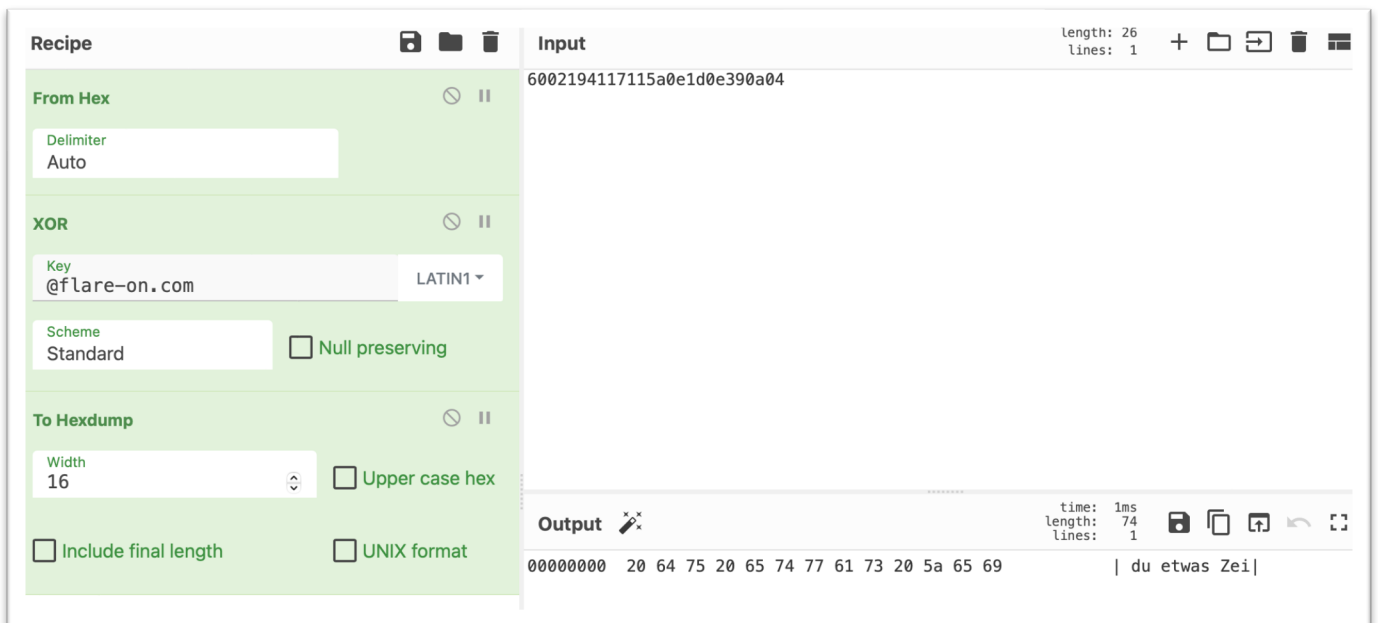 Recipe
From Hex
Delimiter
Auto
XOR
Key
@flare-on.com
LATIN1
Scheme
Standard
Null preserving
To Hexdump
Width
16
Upper case hex
Include final length
UNIX format
Input
length: 26
lines: 1
6002194117115a0e1d0e390a04
Output
time: 1ms
length: 74
lines: 1
00000000 20 64 75 20 65 74 77 61 73 20 5a 65 69 | du etwas Zei|